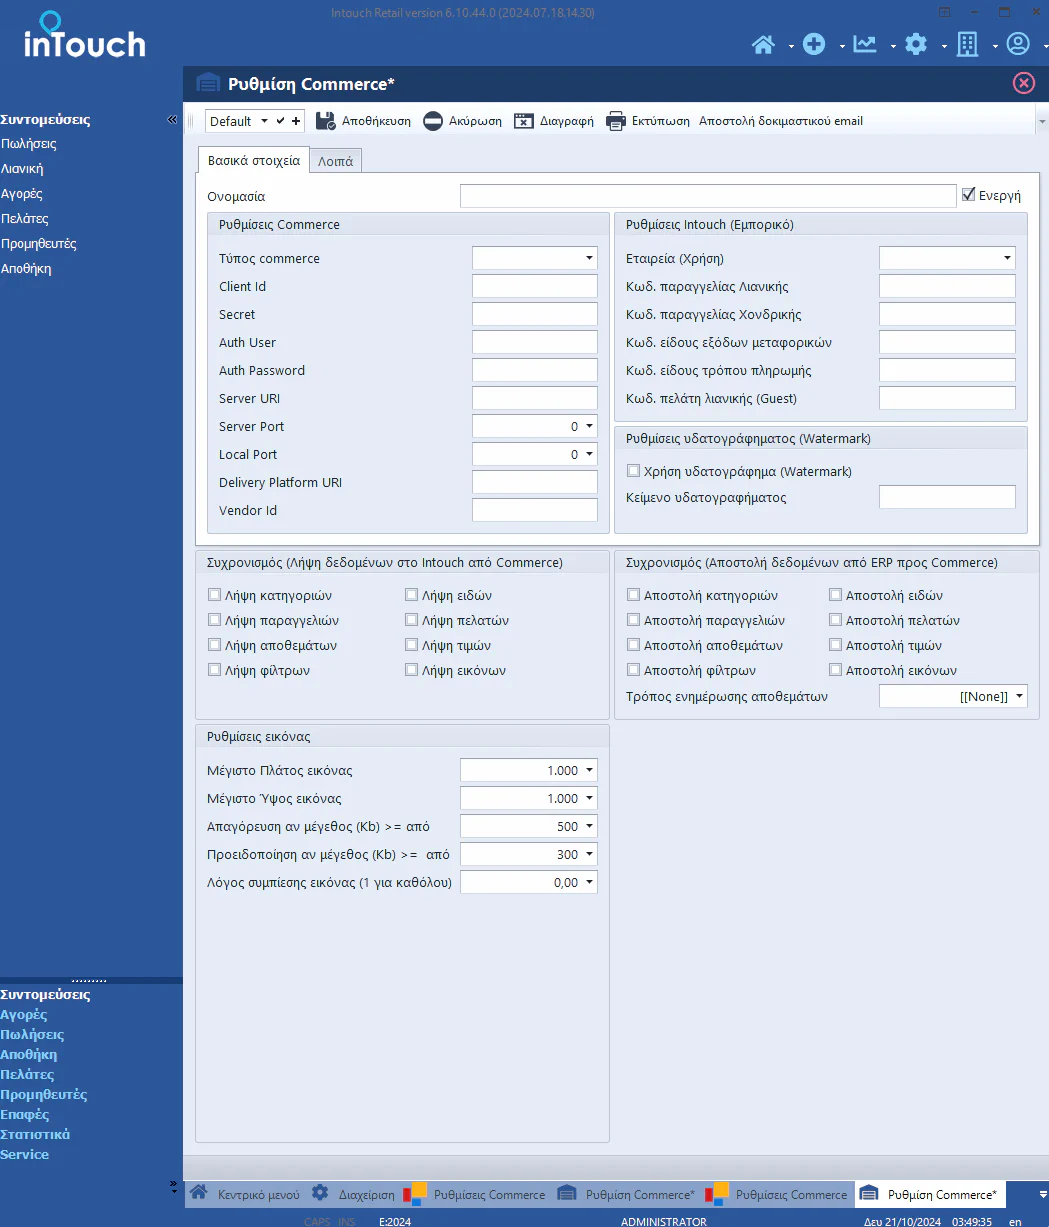 Intouch Retail version 6.10.44.0 (2024.07.18.1430)
inTouch
Ρυθμίση Commerce*
Συντομεύσεις «
Πωλήσεις
Λιανική
Αγορές
Πελάτες
Προμηθευτές
Αποθήκη
Default Αποθήκευση Ακύρωση Διαγραφή Εκτύπωση Αποστολή δοκιμαστικού email
Βασικά στοιχεία Λοιπά
Ονομασία Ενεργή
Ρυθμίσεις Commerce
Τύπος commerce
Client Id
Secret
Auth User
Auth Password
Server URI
Server Port 0
Local Port 0
Delivery Platform URI
Vendor Id
Ρυθμίσεις Intouch (Εμπορικό)
Εταιρεία (Χρήση)
Κωδ. παραγγελίας Λιανικής
Κωδ. παραγγελίας Χονδρικής
Κωδ. είδους εξόδων μεταφορικών
Κωδ. είδους τρόπου πληρωμής
Κωδ. πελάτη λιανικής (Guest)
Ρυθμίσεις υδατογράφηματος (Watermark)
Χρήση υδατογράφημα (Watermark)
Κείμενο υδατογραφήματος
Συχρονισμός (Λήψη δεδομένων στο Intouch από Commerce)
Λήψη κατηγοριών Λήψη ειδών
Λήψη παραγγελιών Λήψη πελατών
Λήψη αποθεμάτων Λήψη τιμών
Λήψη φίλτρων Λήψη εικόνων
Συχρονισμός (Αποστολή δεδομένων από ERP προς Commerce)
Αποστολή κατηγοριών Αποστολή ειδών
Αποστολή παραγγελιών Αποστολή πελατών
Αποστολή αποθεμάτων Αποστολή τιμών
Αποστολή φίλτρων Αποστολή εικόνων
Τρόπος ενημέρωσης αποθεμάτων [[None]]
Ρυθμίσεις εικόνας
Μέγιστο Πλάτος εικόνας 1.000
Μέγιστο Ύψος εικόνας 1.000
Απαγόρευση αν μέγεθος (Kb) >= από 500
Προειδοποίηση αν μέγεθος (Kb) >= από 300
Λόγος συμπίεσης εικόνας (1 για καθόλου) 0,00
Συντομεύσεις
Αγορές
Πωλήσεις
Αποθήκη
Πελάτες
Προμηθευτές
Επαφές
Στατιστικά
Service
Κεντρικό μενού Διαχείριση Ρυθμίσεις Commerce Ρυθμίση Commerce* Ρυθμίσεις Commerce Ρυθμίση Commerce*
CAPS INS E:2024 ADMINISTRATOR Δευ 21/10/2024 03:49:35 en